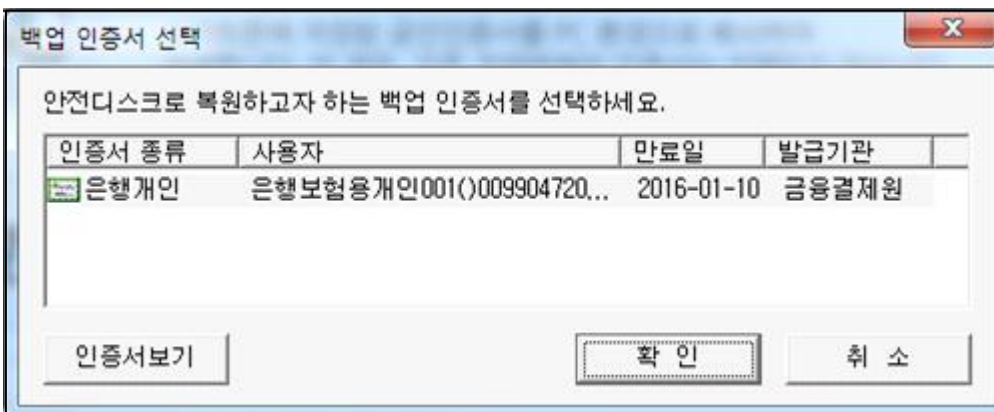 백업 인증서 선택
안전디스크로 복원하고자 하는 백업 인증서를 선택하세요.
인증서 종류 사용자 만료일 발급기관
은행개인 은행보험용개인001()009904720... 2016-01-10 금융결제원
인증서보기 확 인 취 소